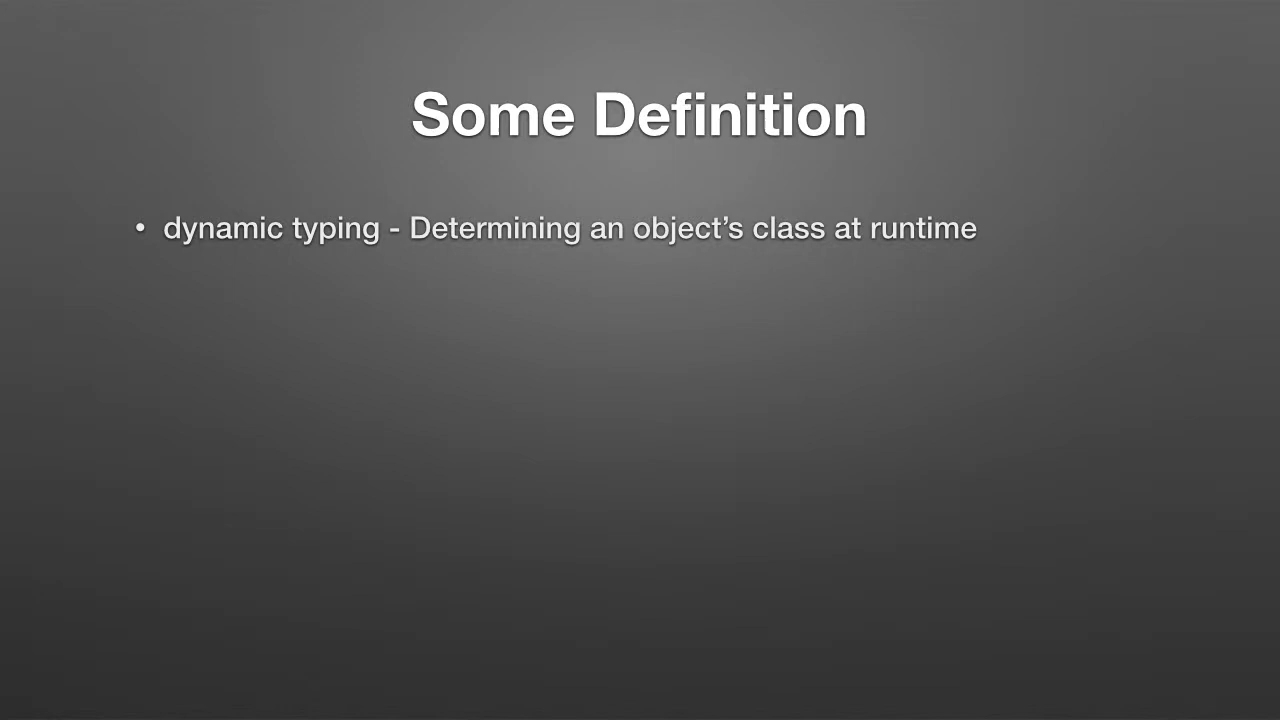 Some Definition
• dynamic typing - Determining an object’s class at runtime